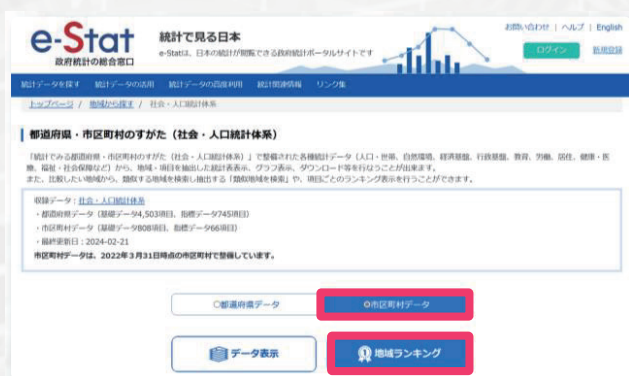 e-Stat
政府統計の総合窓口
統計で見る日本
e-Statは、日本の統計が閲覧できる政府統計ポータルサイトです
お問い合わせ | ヘルプ | English
ログイン
新規登録
統計データを探す 統計データの活用 統計データの高度利用 統計関連情報 リンク集
トップページ / 地域から探す / 社会・人口統計体系
都道府県・市区町村のすがた（社会・人口統計体系）
「統計でみる都道府県・市区町村のすがた（社会・人口統計体系）」で整備された各種統計データ（人口・世帯、自然環境、経済基盤、行政基盤、教育、労働、居住、健康・医
療、福祉・社会保障など）から、地域・項目を抽出した統計表表示、グラフ表示、ダウンロード等を行なうことが出来ます。
また、比較したい地域から、類似する地域を検索し抽出する「類似地域を検索」や、項目ごとのランキング表示を行うことができます。
収録データ：社会・人口統計体系
・都道府県データ（基礎データ4,503項目、指標データ745項目）
・市区町村データ（基礎データ808項目、指標データ66項目）
・最終更新日：2024-02-21
市区町村データは、2022年3月31日時点の市区町村で整備しています。
都道府県データ
市区町村データ
データ表示
地域ランキング